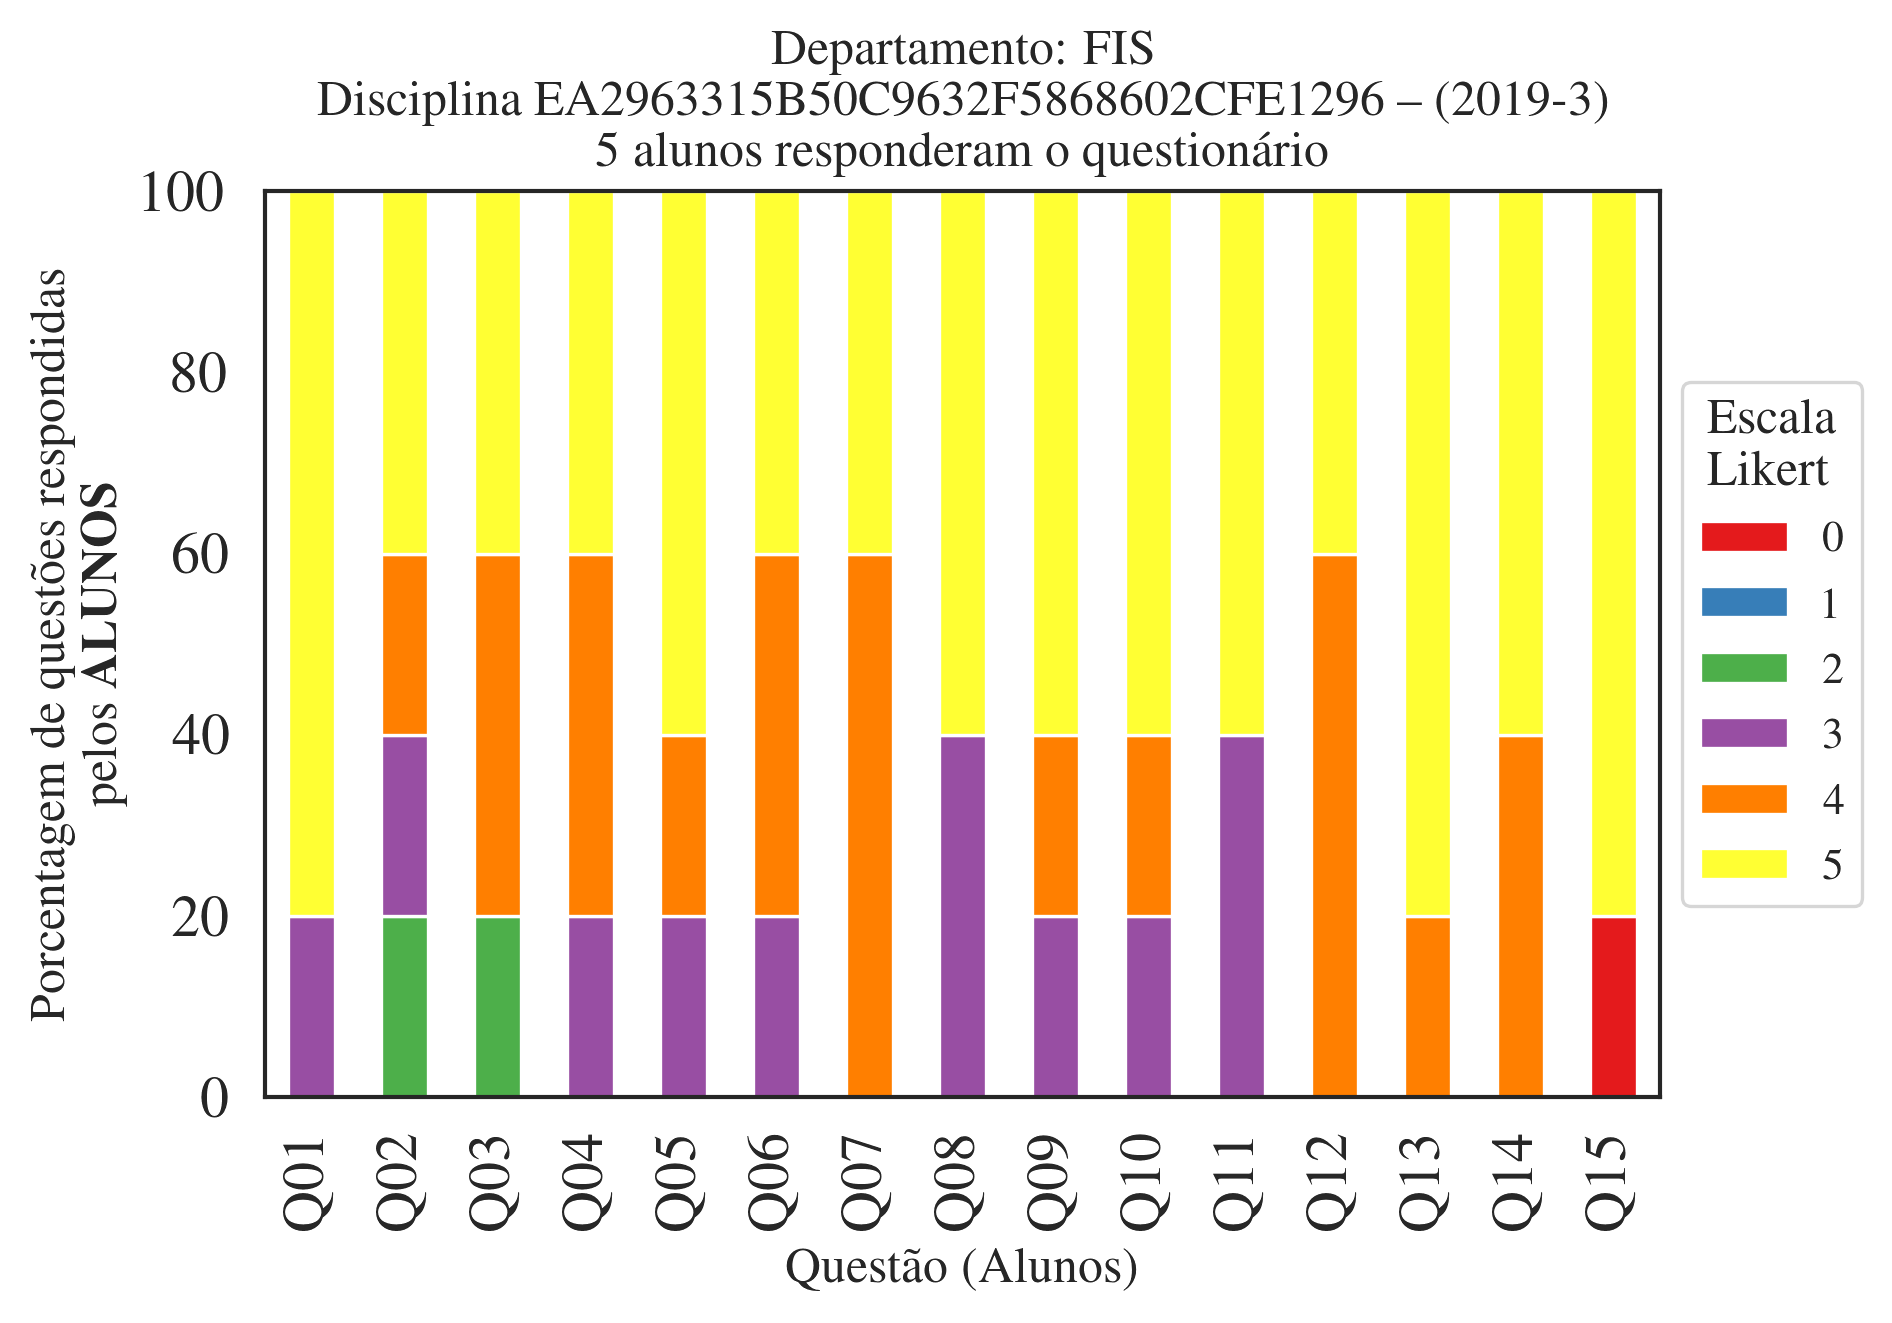 Departamento: FIS
Disciplina EA2963315B50C9632F5868602CFE1296 – (2019-3)
5 alunos responderam o questionário
Porcentagem de questões respondidas
pelos ALUNOS
100
80
60
40
20
0
Q01
Q02
Q03
Q04
Q05
Q06
Q07
Q08
Q09
Q10
Q11
Q12
Q13
Q14
Q15
Questão (Alunos)
Escala
Likert
0
1
2
3
4
5